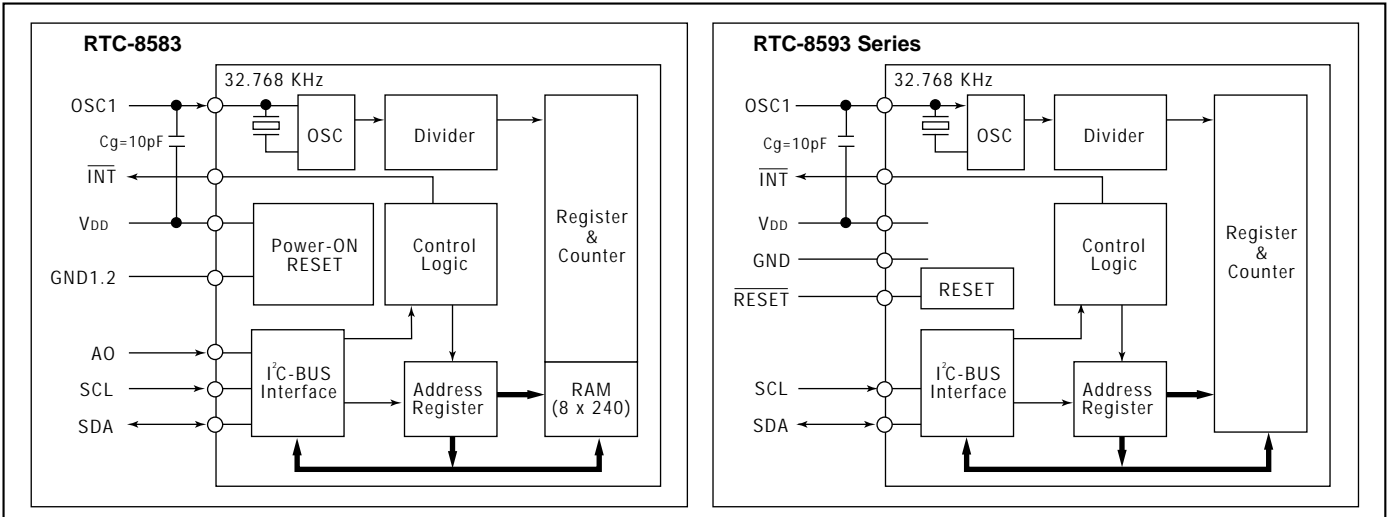 RTC-8583
32.768 KHz
OSC1
Cg=10pF
OSC
Divider
INT
VDD
Power-ON
RESET
Control
Logic
Register
&
Counter
GND1.2
AO
SCL
SDA
I²C-BUS
Interface
Address
Register
RAM
(8 x 240)
RTC-8593 Series
32.768 KHz
OSC1
Cg=10pF
OSC
Divider
INT
VDD
GND
RESET
RESET
Control
Logic
Register
&
Counter
SCL
SDA
I²C-BUS
Interface
Address
Register